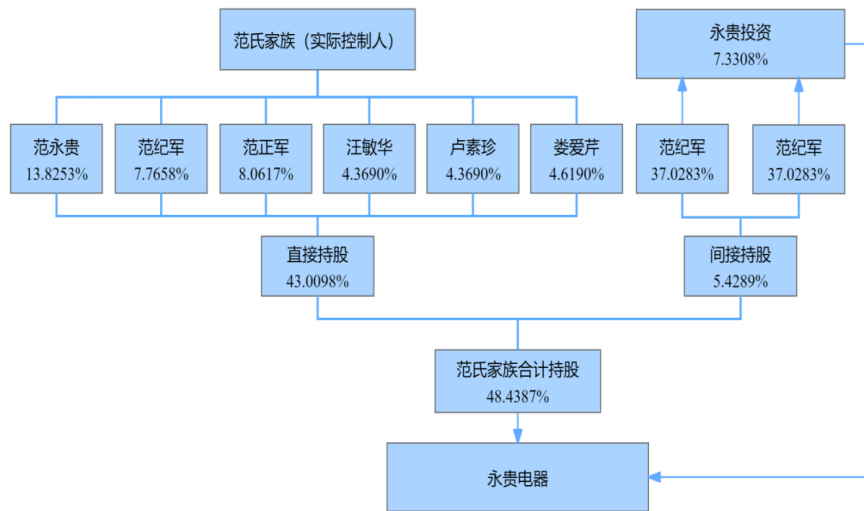 范氏家族（实际控制人）
永贵投资
7.3308%
范永贵
13.8253%
范纪军
7.7658%
范正军
8.0617%
汪敏华
4.3690%
卢素珍
4.3690%
娄爱芹
4.6190%
范纪军
37.0283%
范纪军
37.0283%
直接持股
43.0098%
间接持股
5.4289%
范氏家族合计持股
48.4387%
永贵电器